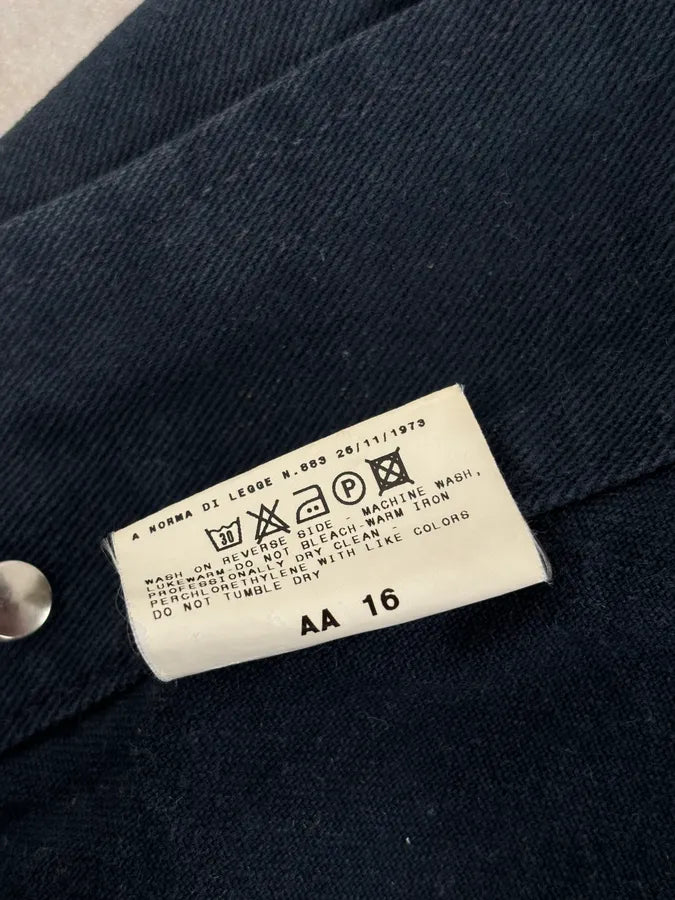 A NORMA DI LEGGE N.883 26/11/1973
30 P
WASH ON REVERSE SIDE - MACHINE WASH,
LUKEWARM-DO NOT BLEACH-WARM IRON
PROFESSIONALLY DRY CLEAN -
PERCHLORETHYLENE WITH LIKE COLORS
DO NOT TUMBLE DRY
AA 16